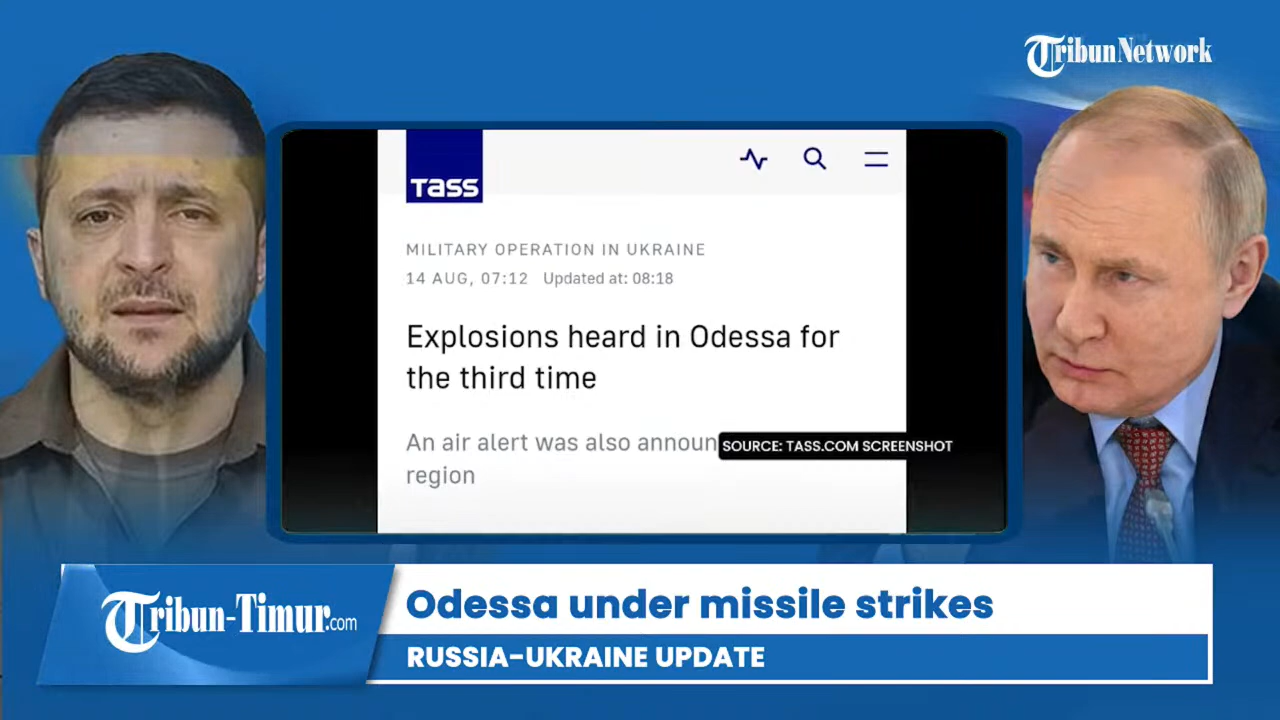 TribunNetwork
TASS
MILITARY OPERATION IN UKRAINE
14 AUG, 07:12 Updated at: 08:18
Explosions heard in Odessa for
the third time
An air alert was also announ
SOURCE: TASS.COM SCREENSHOT
region
Tribun-Timur.com
Odessa under missile strikes
RUSSIA-UKRAINE UPDATE